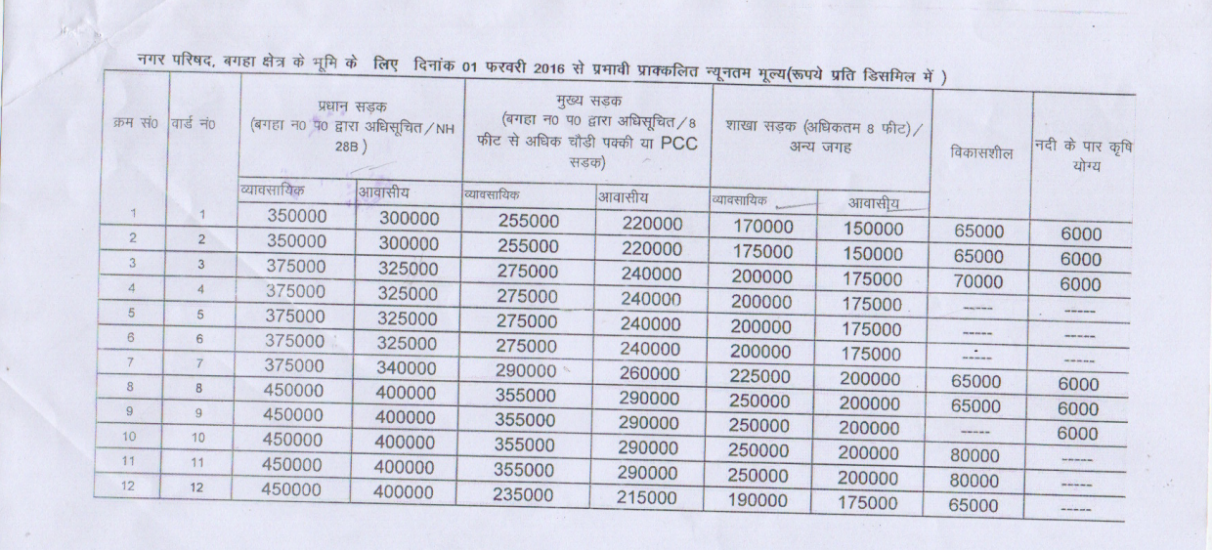 नगर परिषद, बगहा क्षेत्र के भूमि के लिए दिनांक 01 फरवरी 2016 से प्रभावी प्राक्कलित न्यूनतम मूल्य(रूपये प्रति डिसमिल में )
क्रम सं० वार्ड नं० प्रधान सड़क (बगहा न० प० द्वारा अधिसूचित/NH 28B ) मुख्य सड़क (बगहा न० प० द्वारा अधिसूचित/8 फीट से अधिक चौडी पक्की या PCC सड़क) शाखा सड़क (अधिकतम 8 फीट)/ अन्य जगह विकासशील नदी के पार कृषि योग्य
व्यावसायिक आवासीय व्यावसायिक आवासीय व्यावसायिक आवासीय
1 1 350000 300000 255000 220000 170000 150000 65000 6000
2 2 350000 300000 255000 220000 175000 150000 65000 6000
3 3 375000 325000 275000 240000 200000 175000 70000 6000
4 4 375000 325000 275000 240000 200000 175000 ----- -----
5 5 375000 325000 275000 240000 200000 175000 ----- -----
6 6 375000 325000 275000 240000 200000 175000 ----- -----
7 7 375000 340000 290000 260000 225000 200000 65000 6000
8 8 450000 400000 355000 290000 250000 200000 65000 6000
9 9 450000 400000 355000 290000 250000 200000 ----- 6000
10 10 450000 400000 355000 290000 250000 200000 80000 -----
11 11 450000 400000 355000 290000 250000 200000 80000 -----
12 12 450000 400000 235000 215000 190000 175000 65000 -----